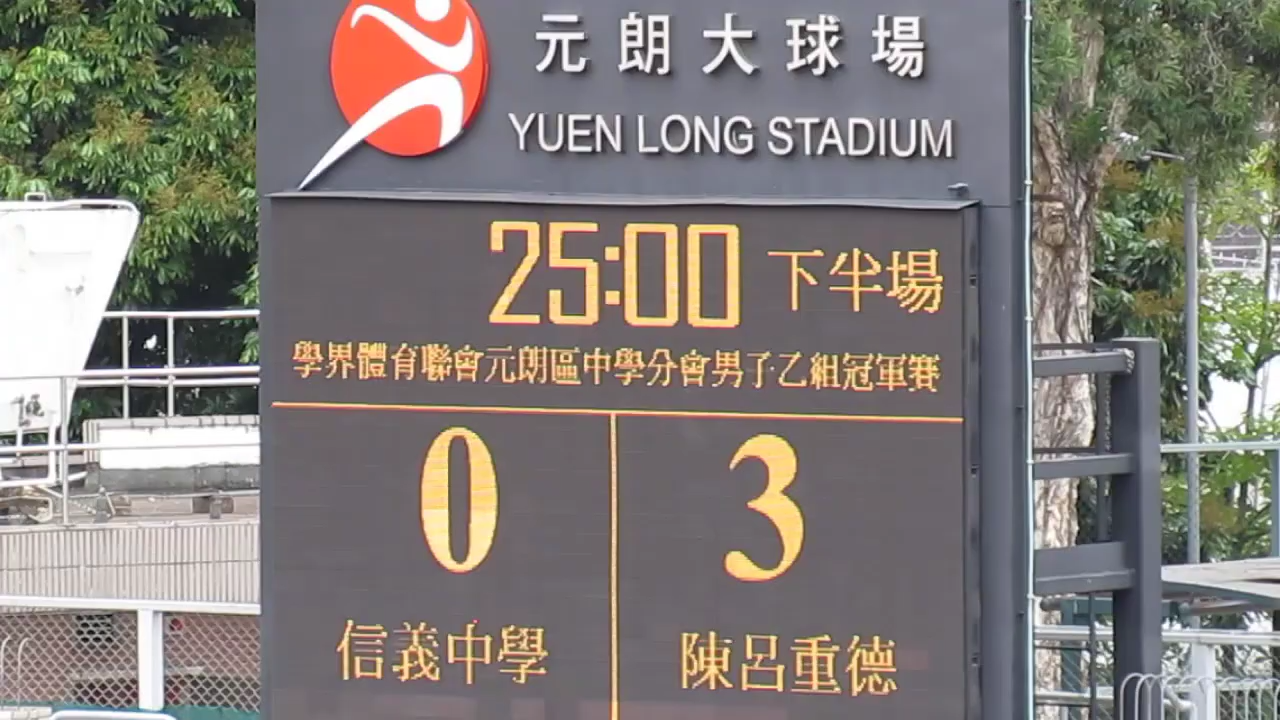 元朗大球場
YUEN LONG STADIUM
25:00 下半場
學界體育聯會元朗區中學分會男子乙組冠軍賽
0 3
信義中學 陳呂重德